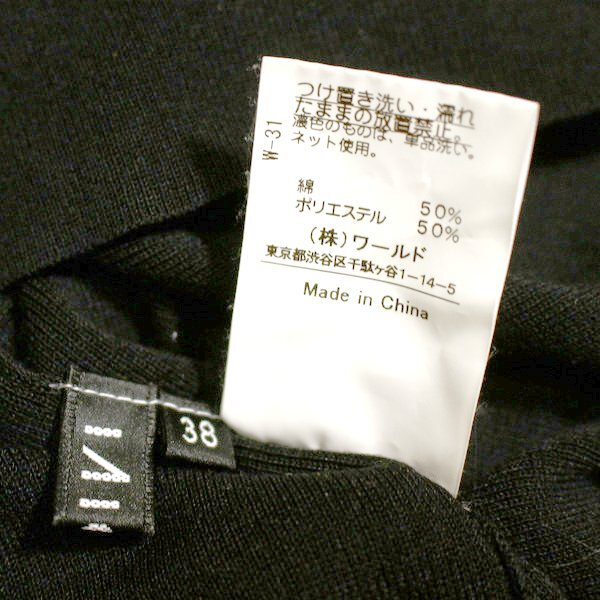 つけ置き洗い・濡れ
たままの放置禁止。
濃色のものは、単品洗い。
ネット使用。
W-31
綿 50%
ポリエステル 50%
(株)ワールド
東京都渋谷区千駄ヶ谷1-14-5
Made in China
38